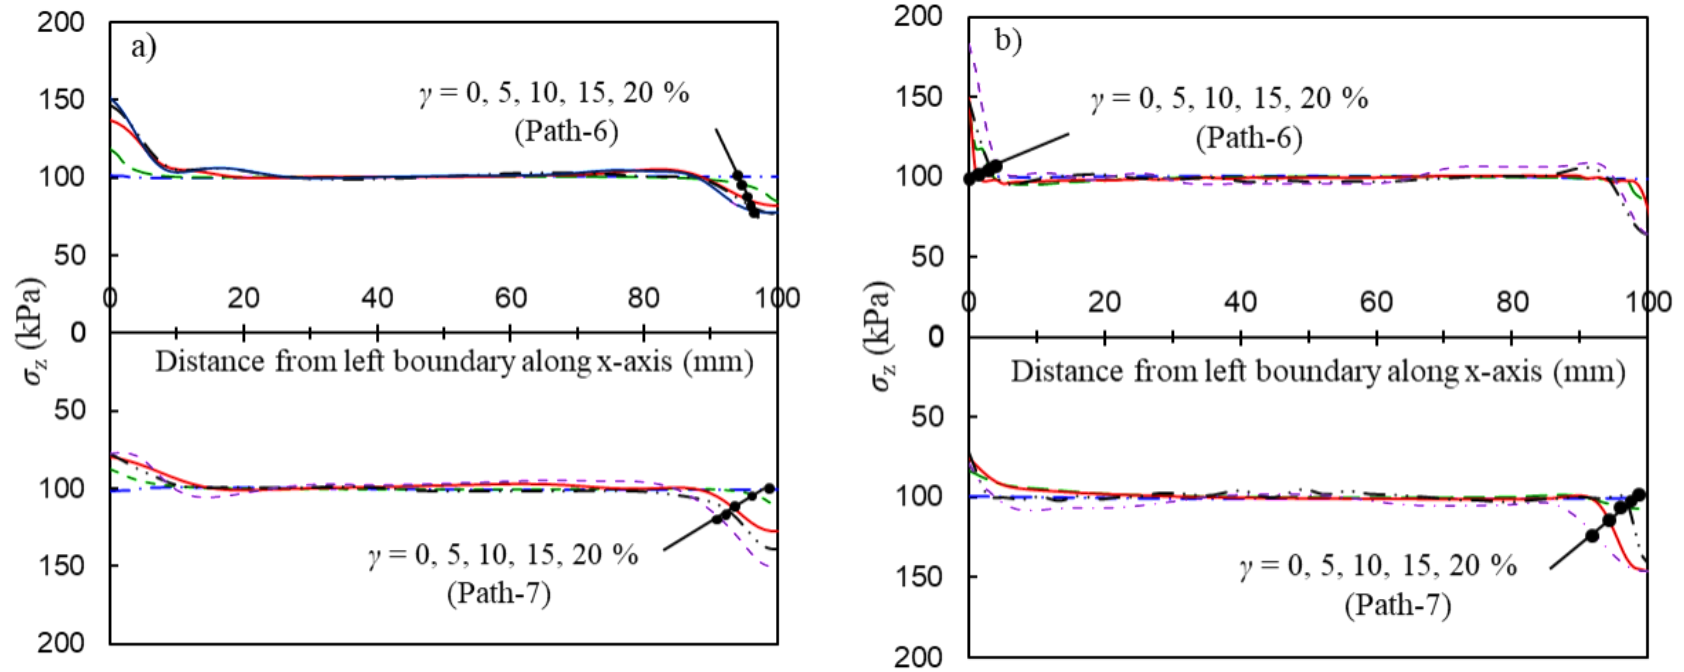 a)
200
150
100
50
0
50
100
150
200
σz (kPa)
γ = 0, 5, 10, 15, 20 %
(Path-6)
0 20 40 60 80 100
Distance from left boundary along x-axis (mm)
γ = 0, 5, 10, 15, 20 %
(Path-7)
b)
200
150
100
50
0
50
100
150
200
σz (kPa)
γ = 0, 5, 10, 15, 20 %
(Path-6)
0 20 40 60 80 100
Distance from left boundary along x-axis (mm)
γ = 0, 5, 10, 15, 20 %
(Path-7)